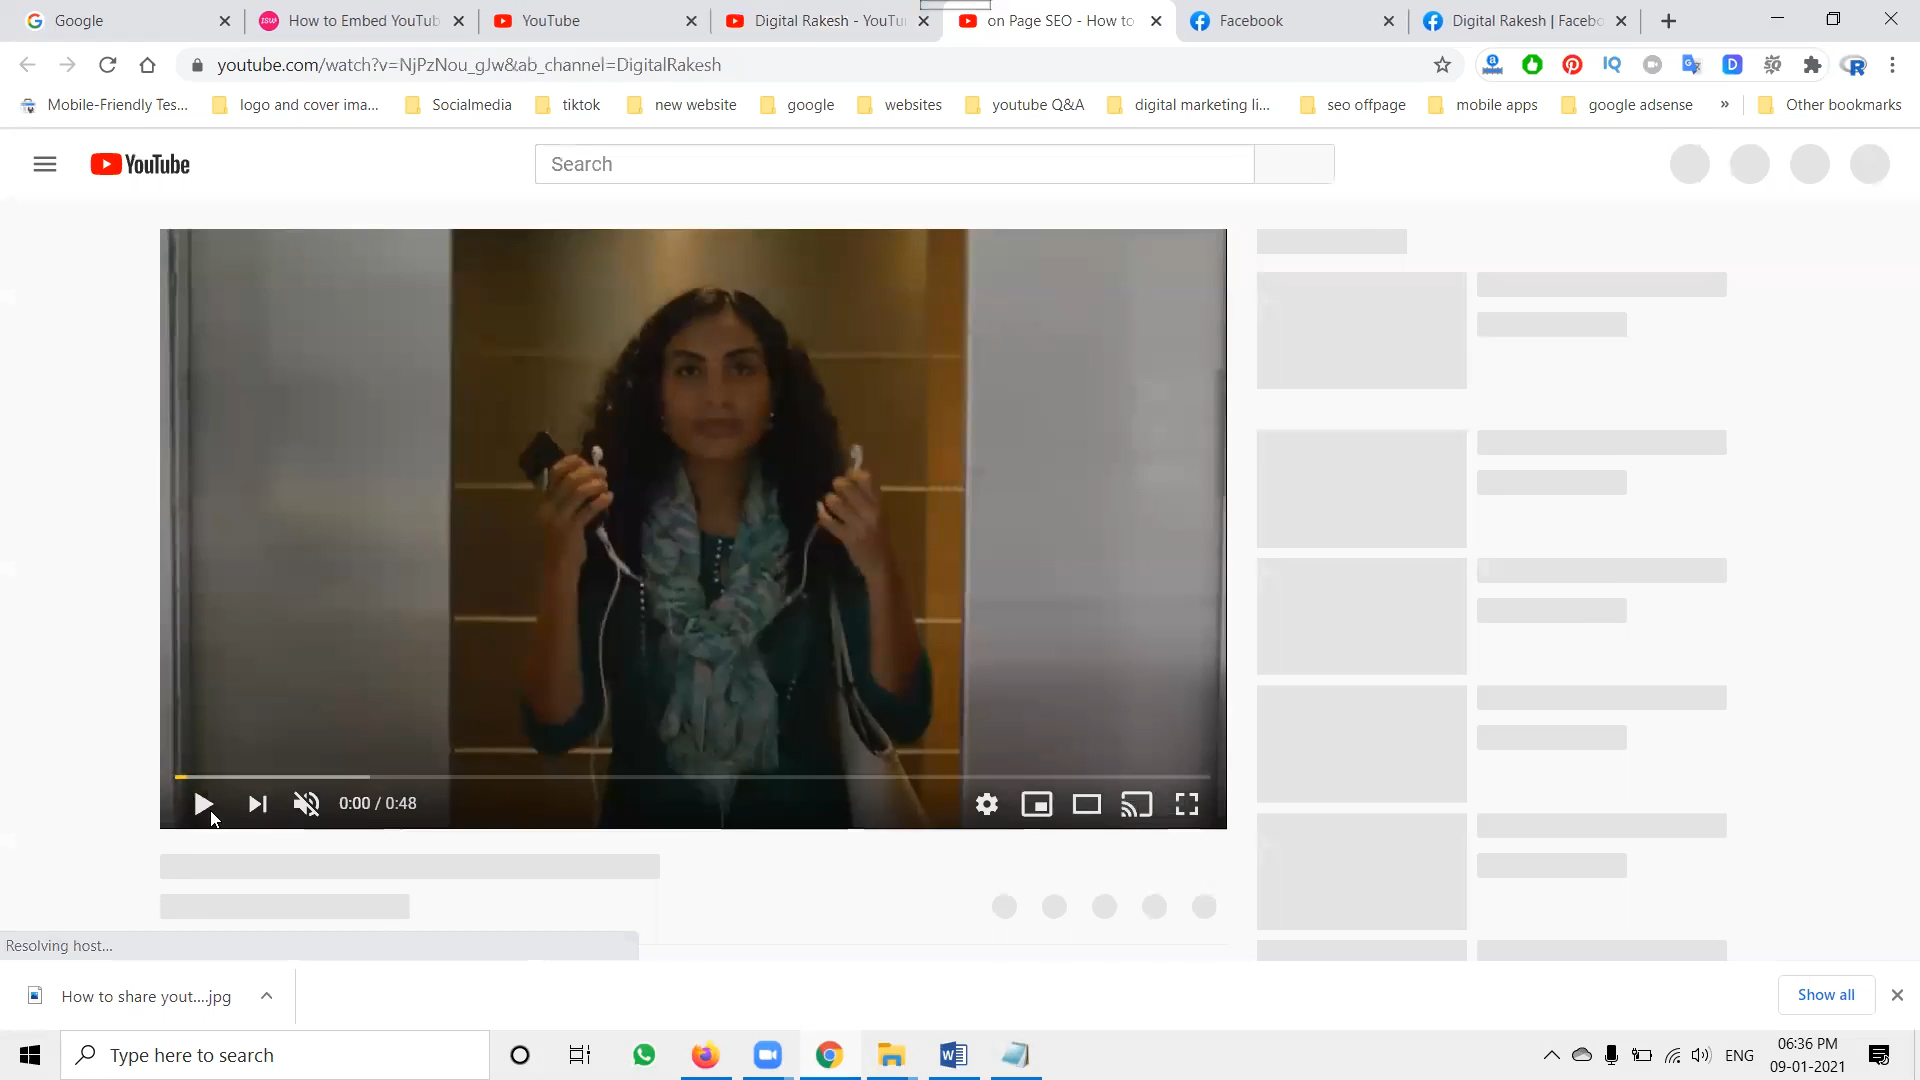 Google
How to Embed YouTub
YouTube
Digital Rakesh - YouTu
on Page SEO - How to
Facebook
Digital Rakesh | Facebo
youtube.com/watch?v=NjPzNou_gJw&ab_channel=DigitalRakesh
Mobile-Friendly Tes...
logo and cover ima...
Socialmedia
tiktok
new website
google
websites
youtube Q&A
digital marketing li...
seo offpage
mobile apps
google adsense
»
Other bookmarks
YouTube
Search
0:00 / 0:48
Resolving host...
How to share yout....jpg
Show all
Type here to search
ENG
06:36 PM
09-01-2021